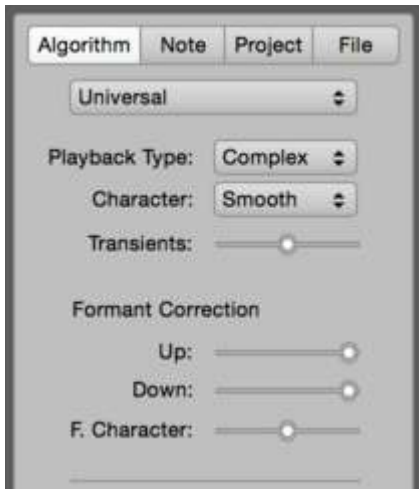 Algorithm Note Project File
Universal
Playback Type: Complex
Character: Smooth
Transients:
Formant Correction
Up:
Down:
F. Character: